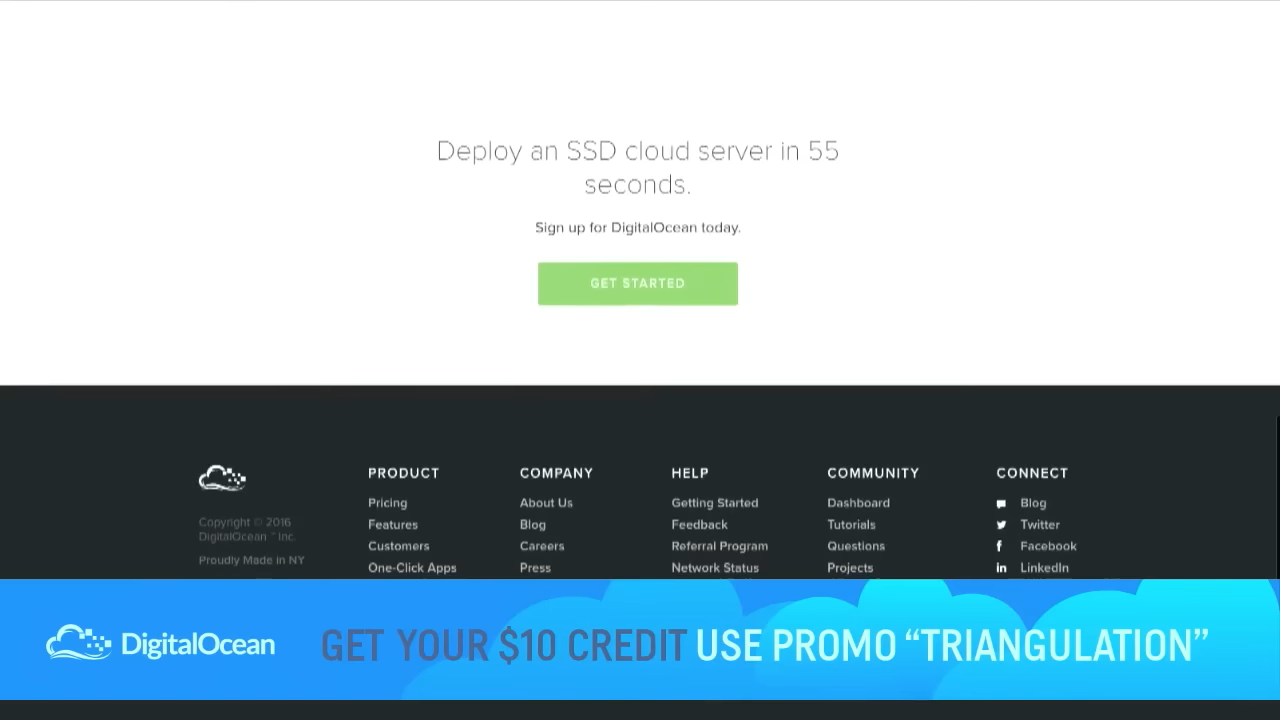 Deploy an SSD cloud server in 55
seconds.
Sign up for DigitalOcean today.
GET STARTED
Copyright © 2016
DigitalOcean ™ Inc.
Proudly Made in NY
PRODUCT
Pricing
Features
Customers
One-Click Apps
COMPANY
About Us
Blog
Careers
Press
HELP
Getting Started
Feedback
Referral Program
Network Status
COMMUNITY
Dashboard
Tutorials
Questions
Projects
CONNECT
Blog
Twitter
Facebook
LinkedIn
DigitalOcean
GET YOUR $10 CREDIT USE PROMO “TRIANGULATION”